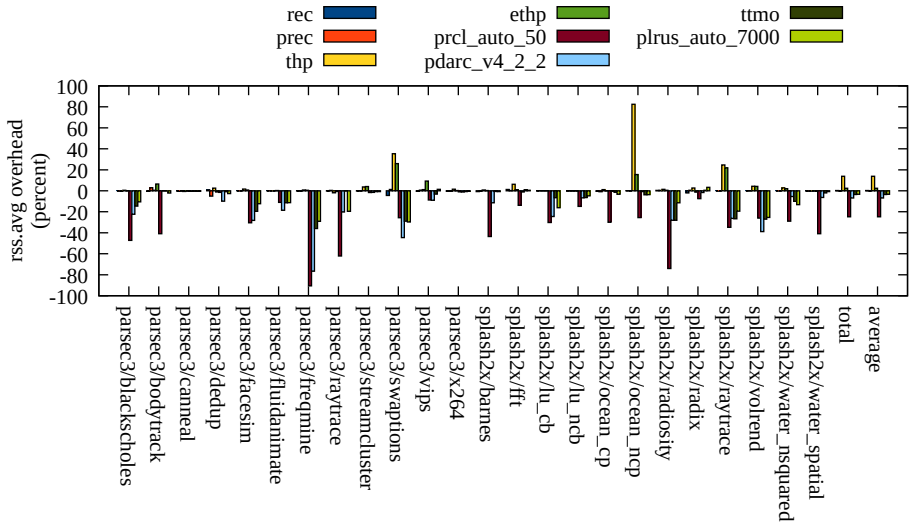 rec
prec
thp
ethp
prcl_auto_50
pdarc_v4_2_2
ttmo
plrus_auto_7000
rss.avg overhead
(percent)
100
80
60
40
20
0
-20
-40
-60
-80
-100
parsec3/blackscholes
parsec3/bodytrack
parsec3/canneal
parsec3/dedup
parsec3/facesim
parsec3/fluidanimate
parsec3/freqmine
parsec3/raytrace
parsec3/streamcluster
parsec3/swaptions
parsec3/vips
parsec3/x264
splash2x/barnes
splash2x/fft
splash2x/lu_cb
splash2x/lu_ncb
splash2x/ocean_cp
splash2x/ocean_ncp
splash2x/radiosity
splash2x/radix
splash2x/raytrace
splash2x/volrend
splash2x/water_nsquared
splash2x/water_spatial
total
average